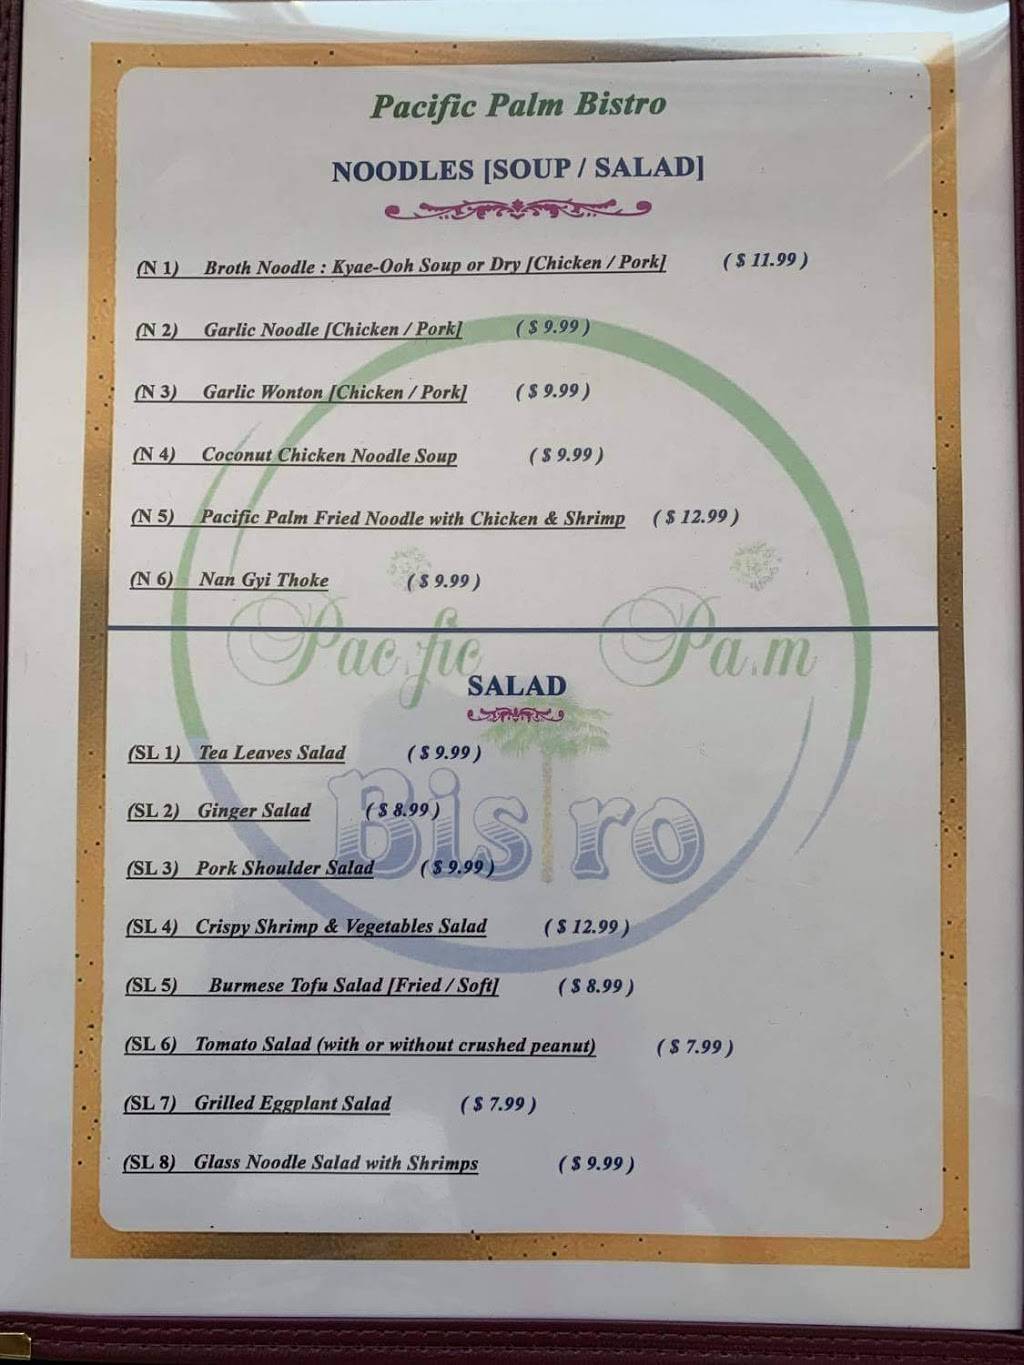 Pacific Palm Bistro
NOODLES [SOUP / SALAD]
(N 1) Broth Noodle : Kyae-Ooh Soup or Dry [Chicken / Pork] ( $ 11.99 )
(N 2) Garlic Noodle [Chicken / Pork] ( $ 9.99 )
(N 3) Garlic Wonton [Chicken / Pork] ( $ 9.99 )
(N 4) Coconut Chicken Noodle Soup ( $ 9.99 )
(N 5) Pacific Palm Fried Noodle with Chicken & Shrimp ( $ 12.99 )
(N 6) Nan Gyi Thoke ( $ 9.99 )
Pacific Palm
SALAD
(SL 1) Tea Leaves Salad ( $ 9.99 )
Bistro
(SL 2) Ginger Salad ( $ 8.99 )
(SL 3) Pork Shoulder Salad ( $ 9.99 )
(SL 4) Crispy Shrimp & Vegetables Salad ( $ 12.99 )
(SL 5) Burmese Tofu Salad [Fried / Soft] ( $ 8.99 )
(SL 6) Tomato Salad (with or without crushed peanut) ( $ 7.99 )
(SL 7) Grilled Eggplant Salad ( $ 7.99 )
(SL 8) Glass Noodle Salad with Shrimps ( $ 9.99 )